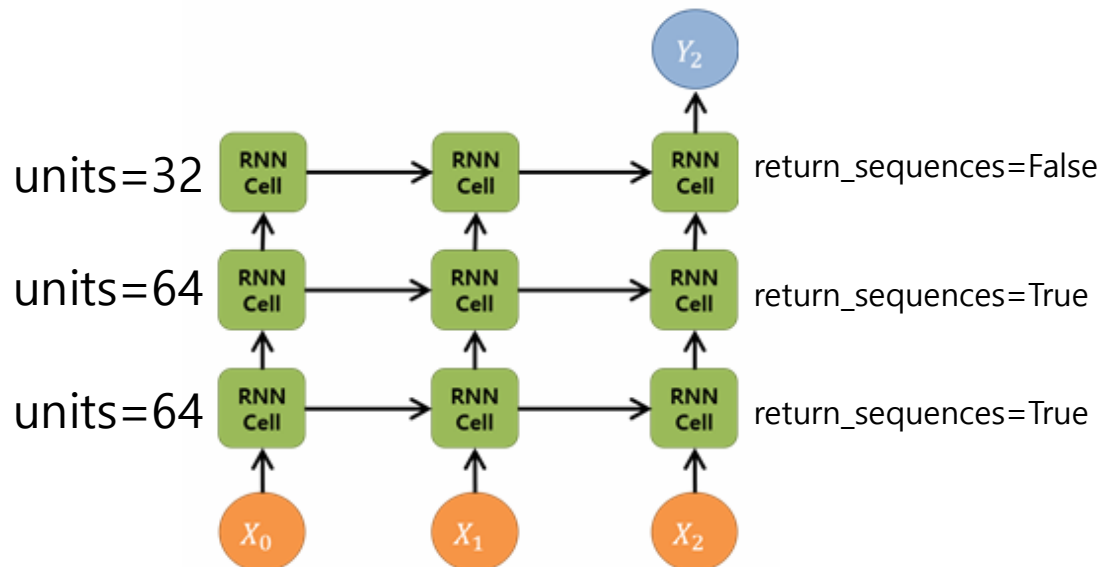 Y₂
units=32
RNN
Cell
RNN
Cell
RNN
Cell
return_sequences=False
units=64
RNN
Cell
RNN
Cell
RNN
Cell
return_sequences=True
units=64
RNN
Cell
RNN
Cell
RNN
Cell
return_sequences=True
X₀
X₁
X₂